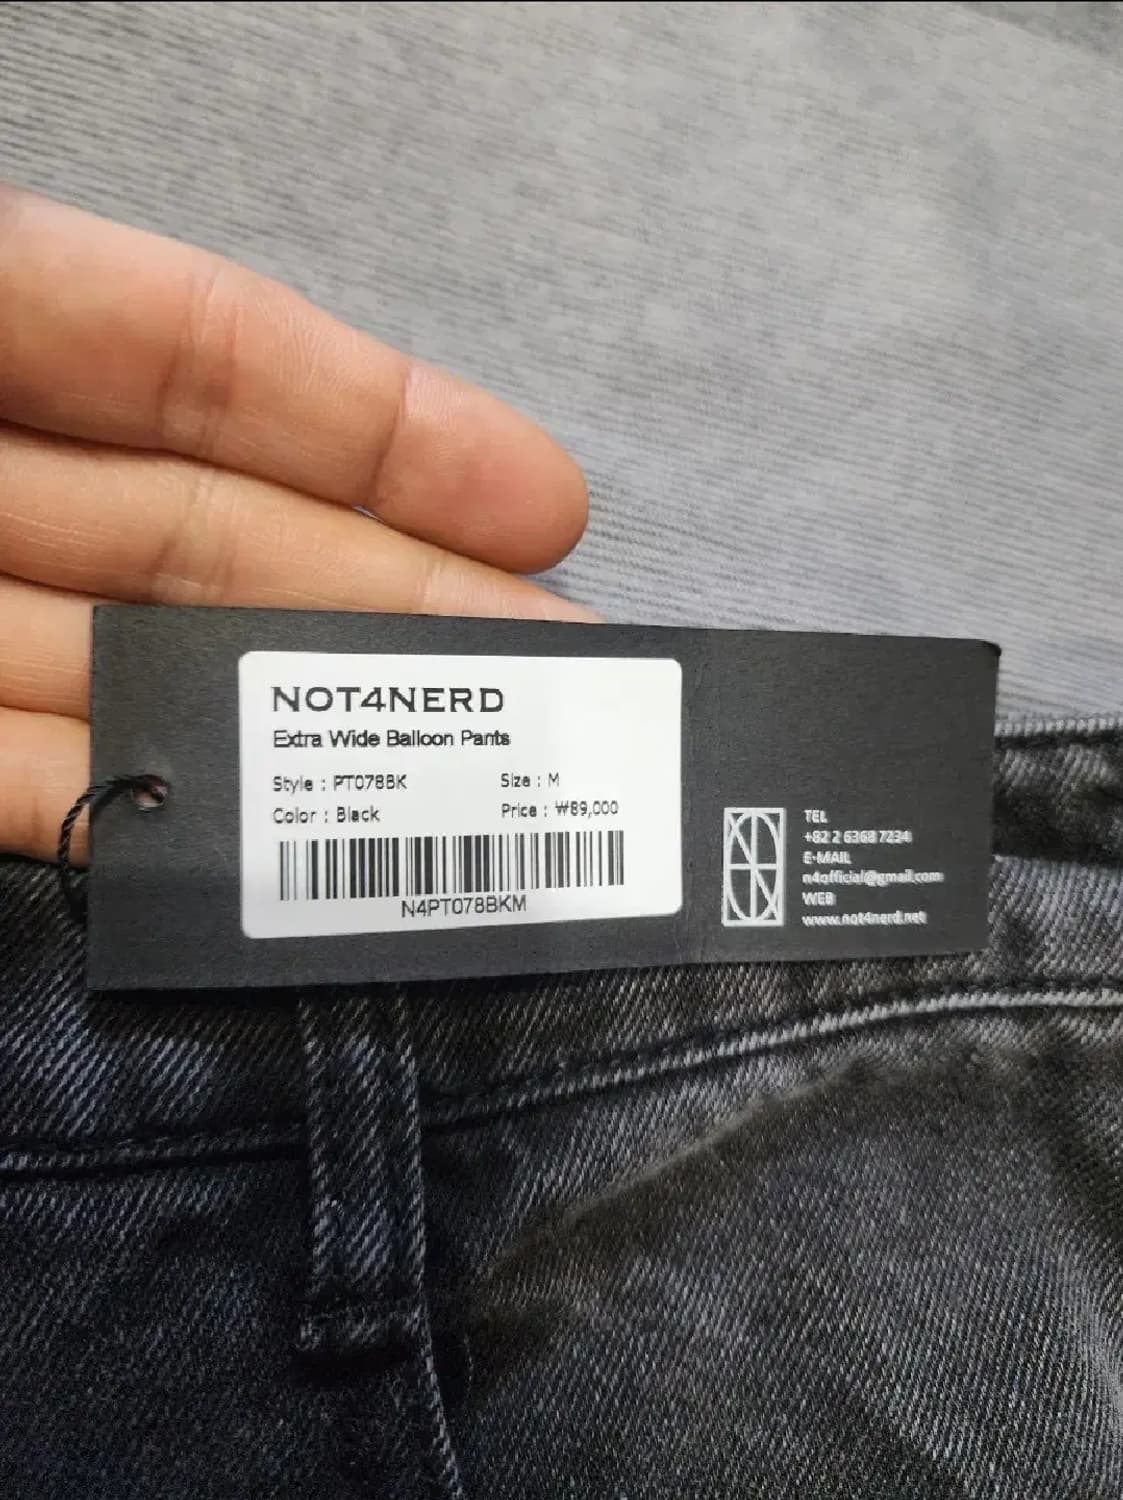 NOT4NERD
Extra Wide Balloon Pants
Style : PT078BK
Size : M
Color : Black
Price : ₩89,000
N4PT078BKM
TEL
+82 2 6368 7234
E-MAIL
n4official@gmail.com
WEB
www.not4nerd.net